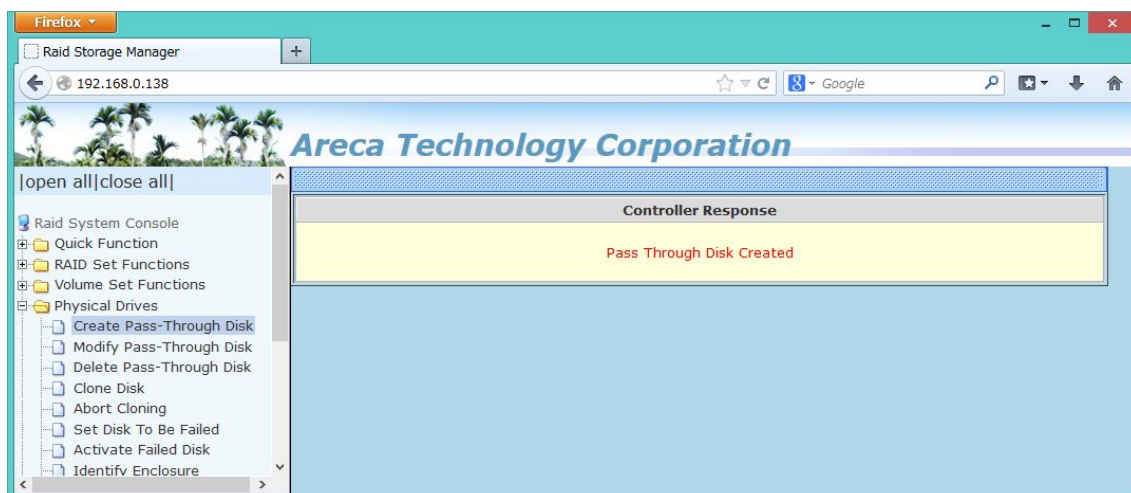 Firefox
Raid Storage Manager
192.168.0.138
Google
Areca Technology Corporation
|open all|close all|
Controller Response
Pass Through Disk Created
Raid System Console
Quick Function
RAID Set Functions
Volume Set Functions
Physical Drives
Create Pass-Through Disk
Modify Pass-Through Disk
Delete Pass-Through Disk
Clone Disk
Abort Cloning
Set Disk To Be Failed
Activate Failed Disk
Identify Enclosure